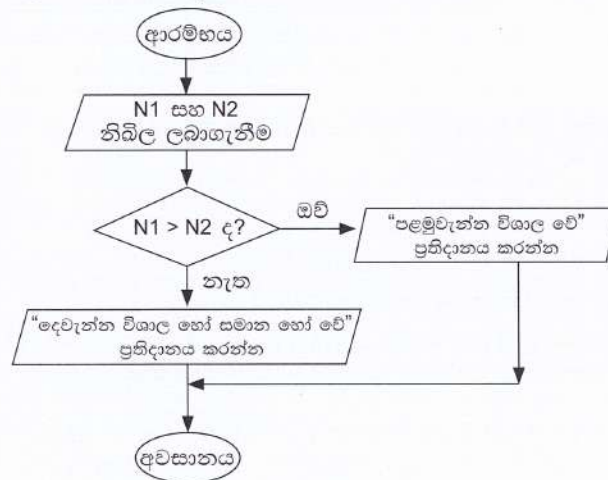 ආරම්භය
N1 සහ N2
නිඛිල ලබාගැනීම
N1 > N2 ද?
ඔව්
“පළමුවැන්න විශාල වේ”
ප්‍රතිදානය කරන්න
නැත
“දෙවැන්න විශාල හෝ සමාන හෝ වේ”
ප්‍රතිදානය කරන්න
අවසානය